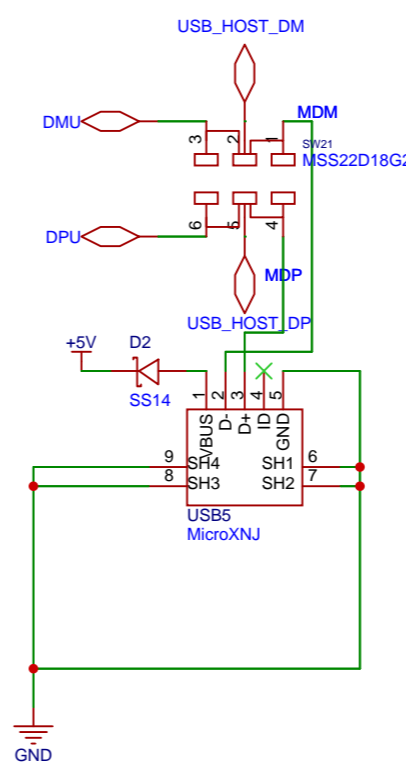 USB_HOST_DM
DMU
MDM
3
2
1
SW21
MSS22D18G2
6
5
4
DPU
MDP
USB_HOST_DP
+5V
D2
SS14
1
2
3
4
5
VBUS
D-
D+
ID
GND
9
SH4
SH1
6
8
SH3
SH2
7
USB5
MicroXNJ
GND